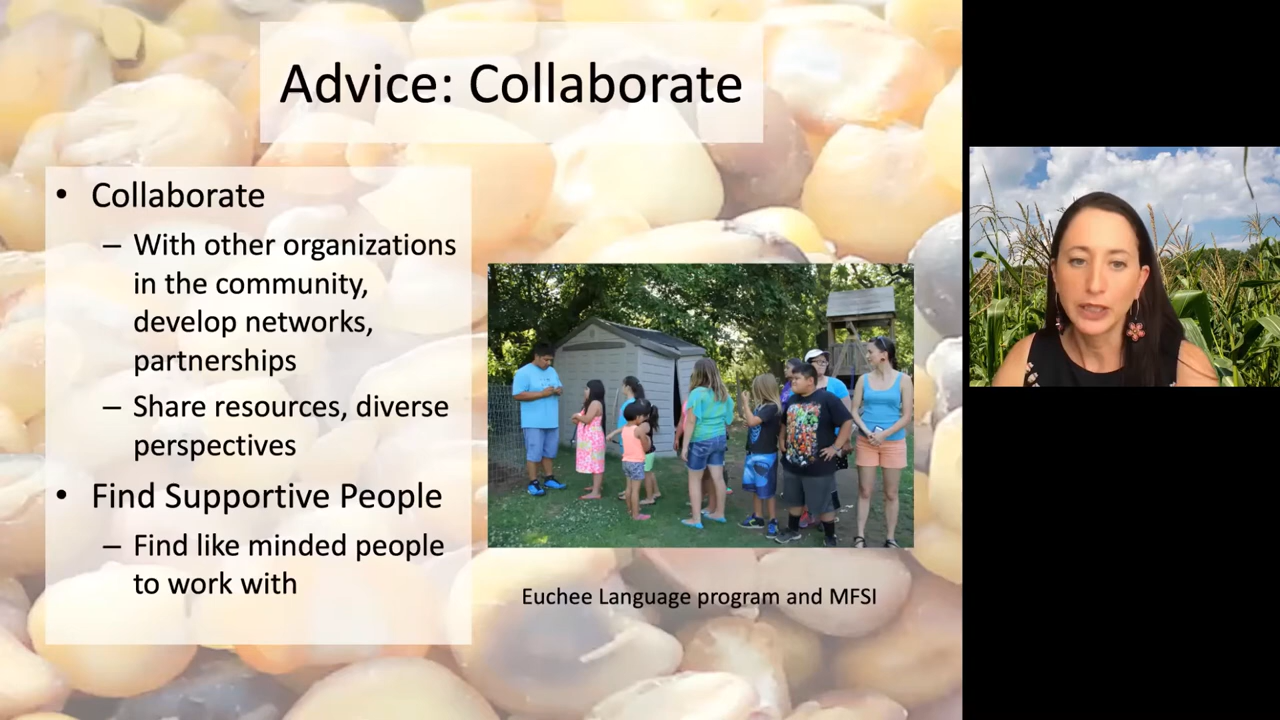 Advice: Collaborate
• Collaborate
– With other organizations
in the community,
develop networks,
partnerships
– Share resources, diverse
perspectives
• Find Supportive People
– Find like minded people
to work with
Euchee Language program and MFSI